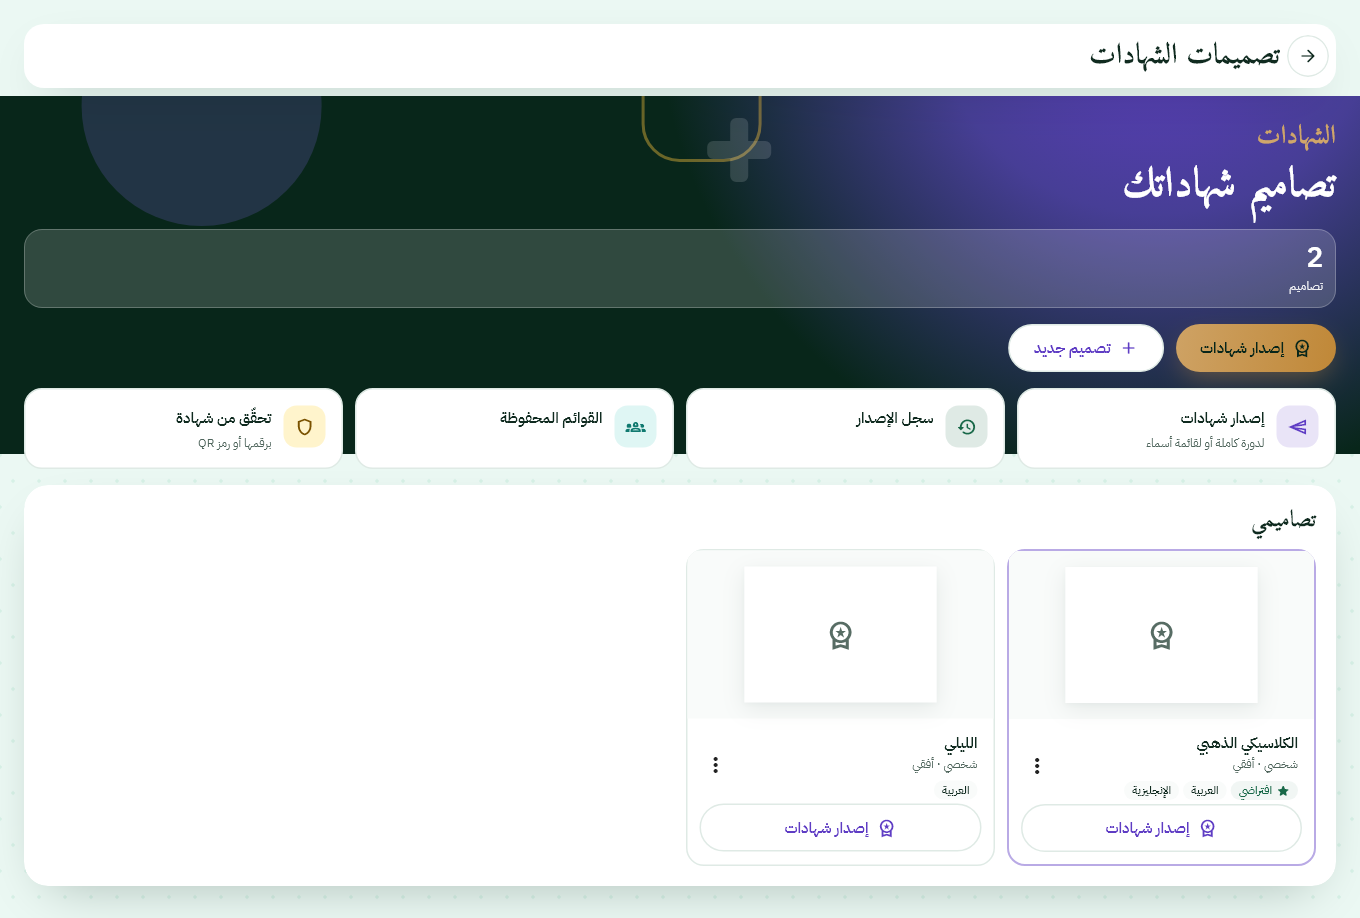 تصميمات الشهادات
الشهادات
تصاميم شهاداتك
2
تصاميم
إصدار شهادات
تصميم جديد
إصدار شهادات
لدورة كاملة أو لقائمة أسماء
سجل الإصدار
القوائم المحفوظة
تحقّق من شهادة
برقمها أو رمز QR
تصاميمي
الكلاسيكي الذهبي
شخصي · أفقي
افتراضي العربية الإنجليزية
إصدار شهادات
الليلي
شخصي · أفقي
العربية
إصدار شهادات